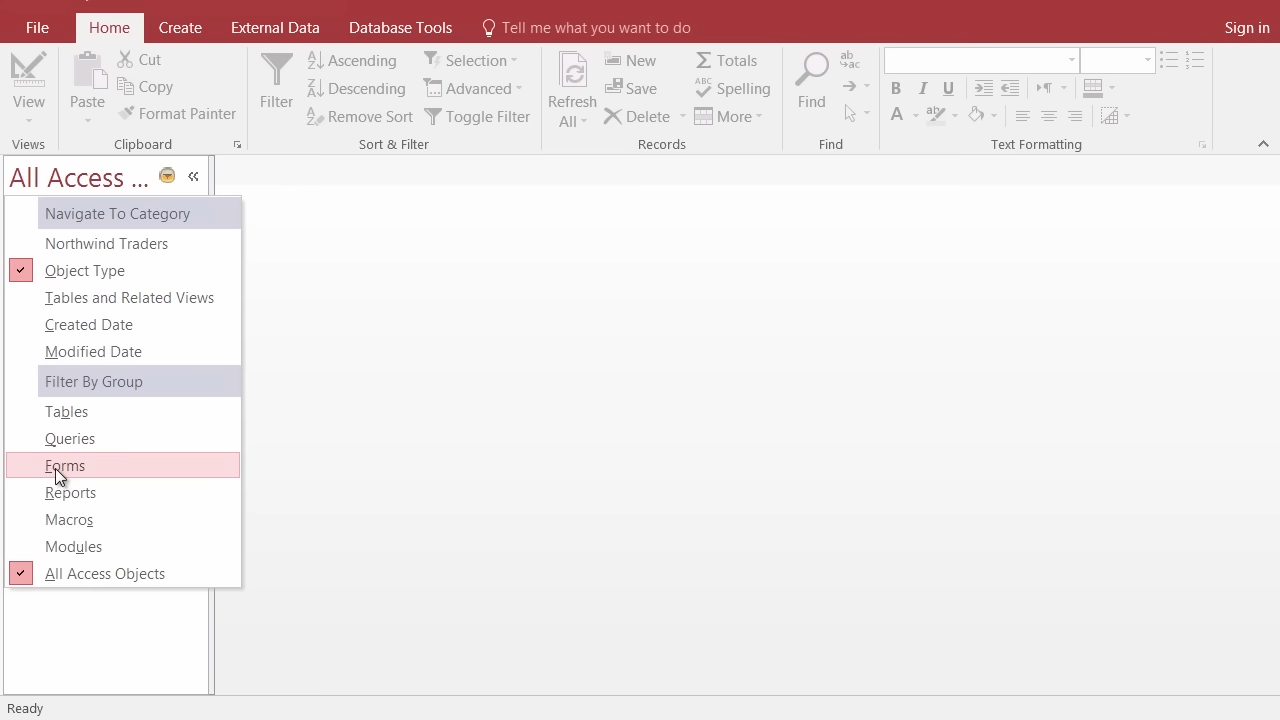 File Home Create External Data Database Tools Tell me what you want to do Sign in
View Paste Cut Copy Format Painter Filter Ascending Descending Remove Sort Selection Advanced Toggle Filter Refresh All New Save Delete Totals Spelling More Find B I U A
Views Clipboard Sort & Filter Records Find Text Formatting
All Access ...
Navigate To Category
Northwind Traders
Object Type
Tables and Related Views
Created Date
Modified Date
Filter By Group
Tables
Queries
Forms
Reports
Macros
Modules
All Access Objects
Ready